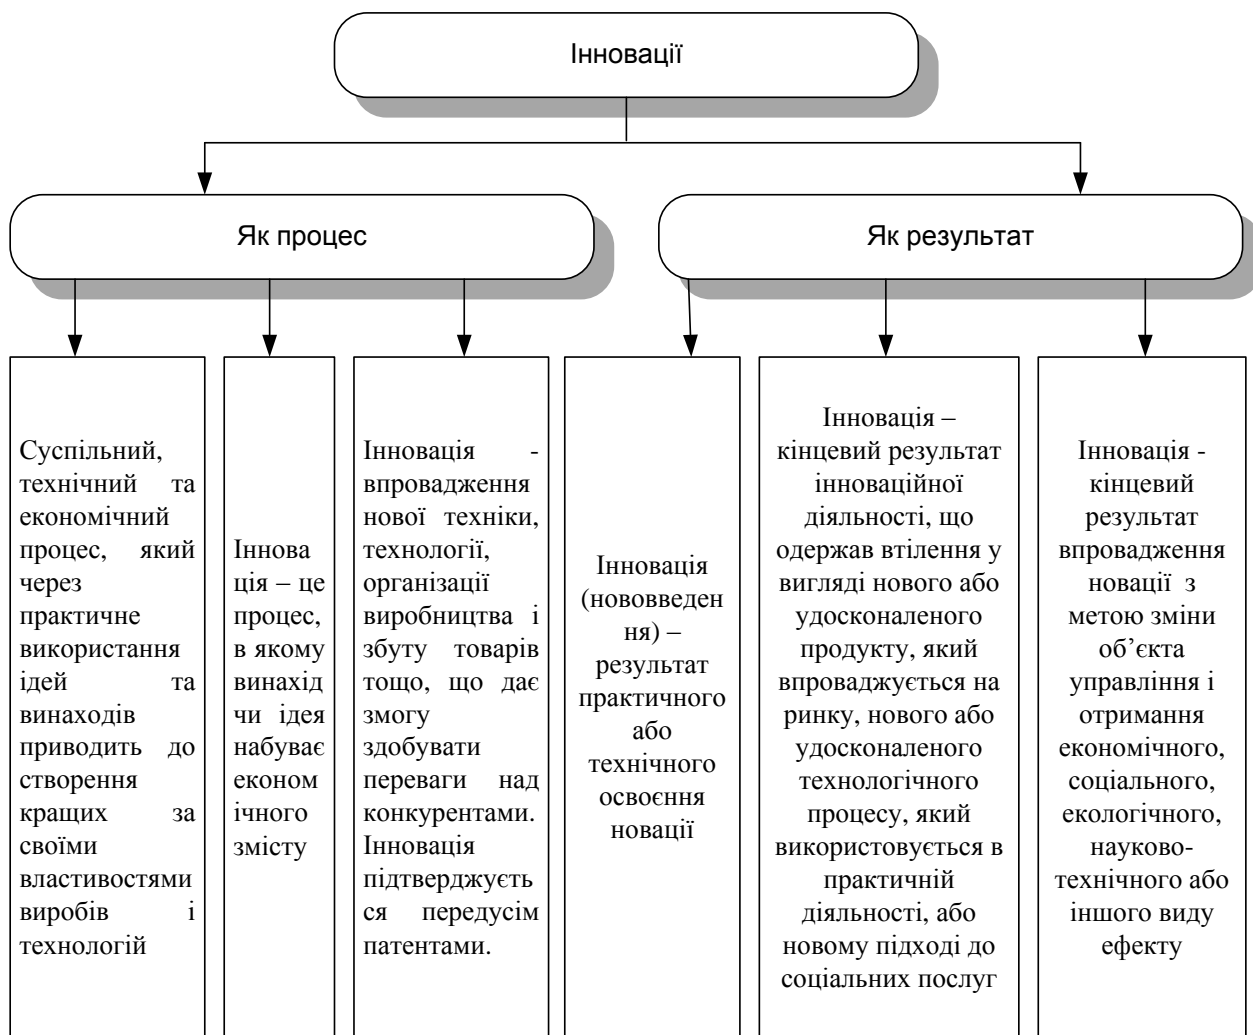 Інновації
Як процес
Як результат
Суспільний,
технічний та
економічний
процес, який
через
практичне
використання
ідей та
винаходів
приводить до
створення
кращих за
своїми
властивостями
виробів і
технологій
Іннова
ція – це
процес,
в якому
винахід
чи ідея
набуває
економ
ічного
змісту
Інновація -
впровадження
нової техніки,
технології,
організації
виробництва і
збуту товарів
тощо, що дає
змогу
здобувати
переваги над
конкурентами.
Інновація
підтверджуєть
ся передусім
патентами.
Інновація
(нововведен
ня) –
результат
практичного
або
технічного
освоєння
новації
Інновація –
кінцевий результат
інноваційної
діяльності, що
одержав втілення у
вигляді нового або
удосконаленого
продукту, який
впроваджується на
ринку, нового або
удосконаленого
технологічного
процесу, який
використовується в
практичній
діяльності, або
новому підході до
соціальних послуг
Інновація -
кінцевий
результат
впровадження
новації з
метою зміни
об’єкта
управління і
отримання
економічного,
соціального,
екологічного,
науково-
технічного або
іншого виду
ефекту